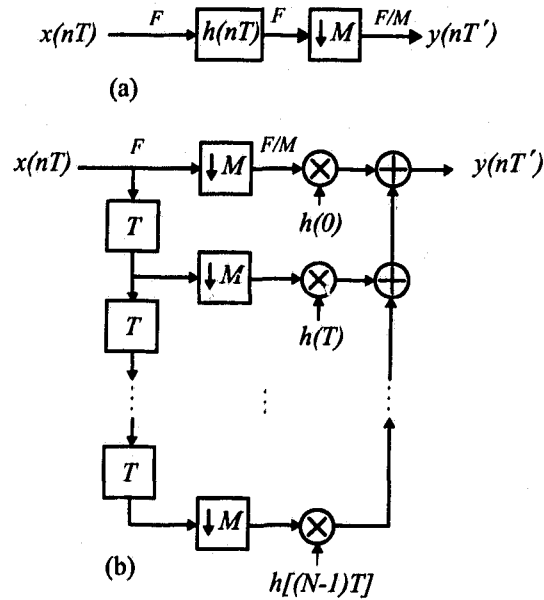 x(nT) F h(nT) F ↓M F/M y(nT′)
(a)
x(nT) F ↓M F/M y(nT′)
h(0)
T
↓M
h(T)
T
T
↓M
(b)
h[(N-1)T]